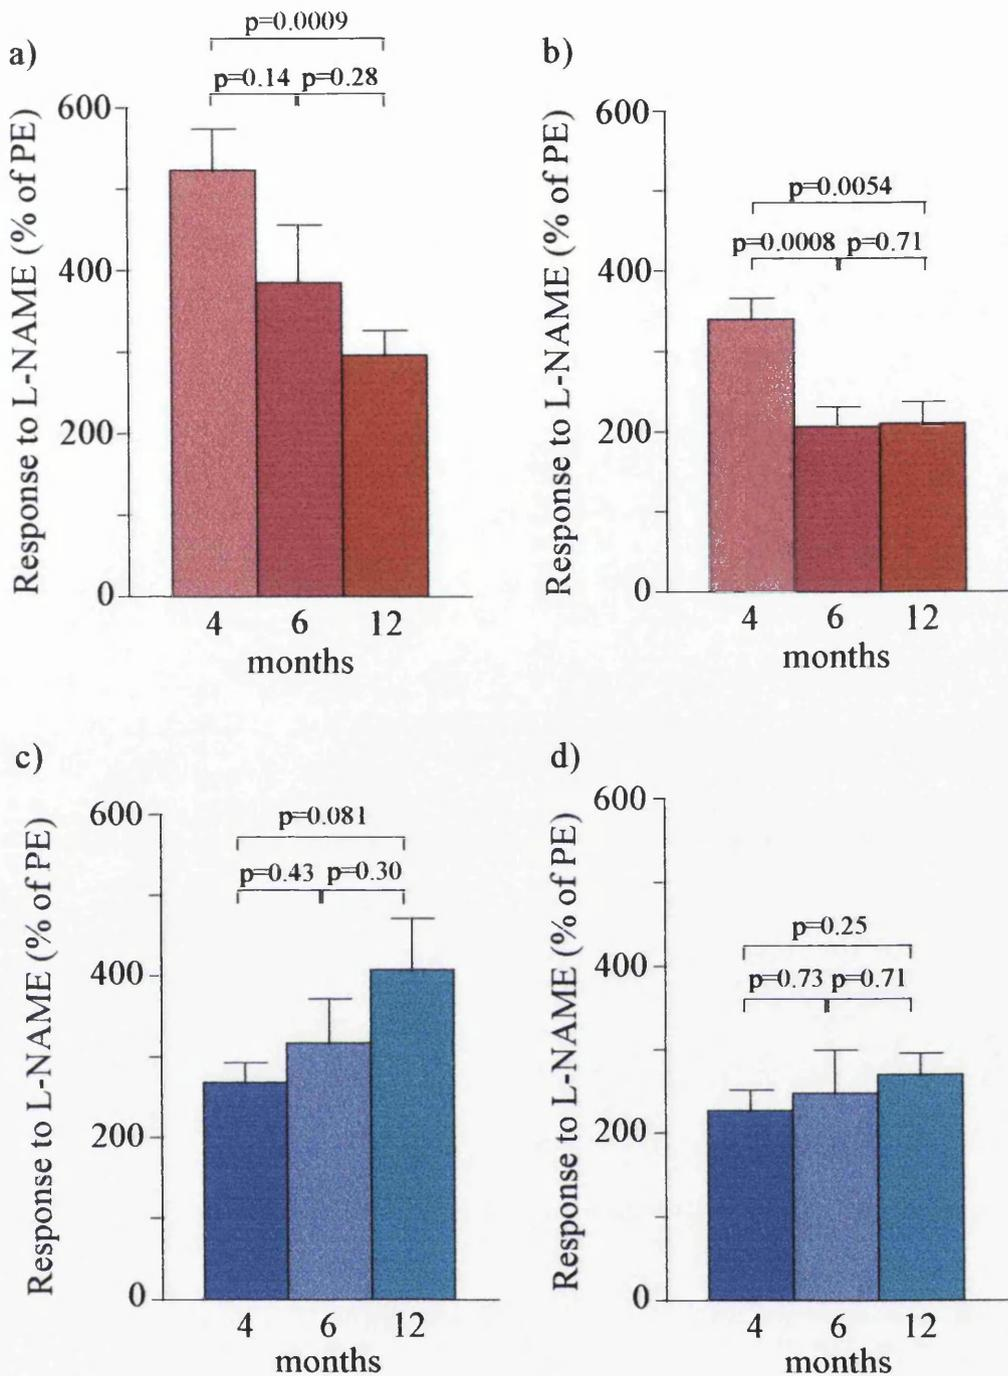 a)
p=0.0009
p=0.14 p=0.28
Response to L-NAME (% of PE)
600
400
200
0
4 6 12
months
b)
p=0.0054
p=0.0008 p=0.71
Response to L-NAME (% of PE)
600
400
200
0
4 6 12
months
c)
p=0.081
p=0.43 p=0.30
Response to L-NAME (% of PE)
600
400
200
0
4 6 12
months
d)
p=0.25
p=0.73 p=0.71
Response to L-NAME (% of PE)
600
400
200
0
4 6 12
months